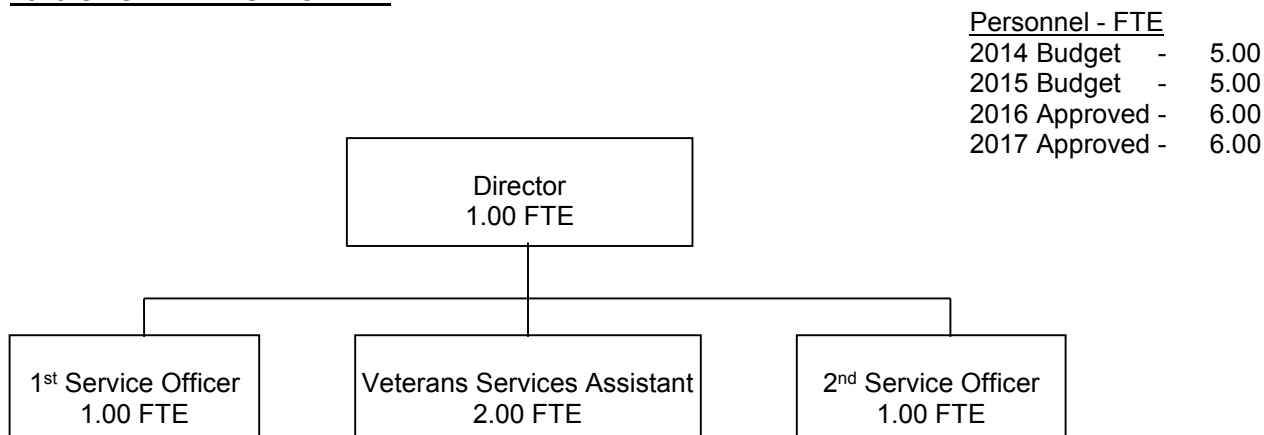 Personnel - FTE
2014 Budget - 5.00
2015 Budget - 5.00
2016 Approved - 6.00
2017 Approved - 6.00
Director
1.00 FTE
1st Service Officer
1.00 FTE
Veterans Services Assistant
2.00 FTE
2nd Service Officer
1.00 FTE